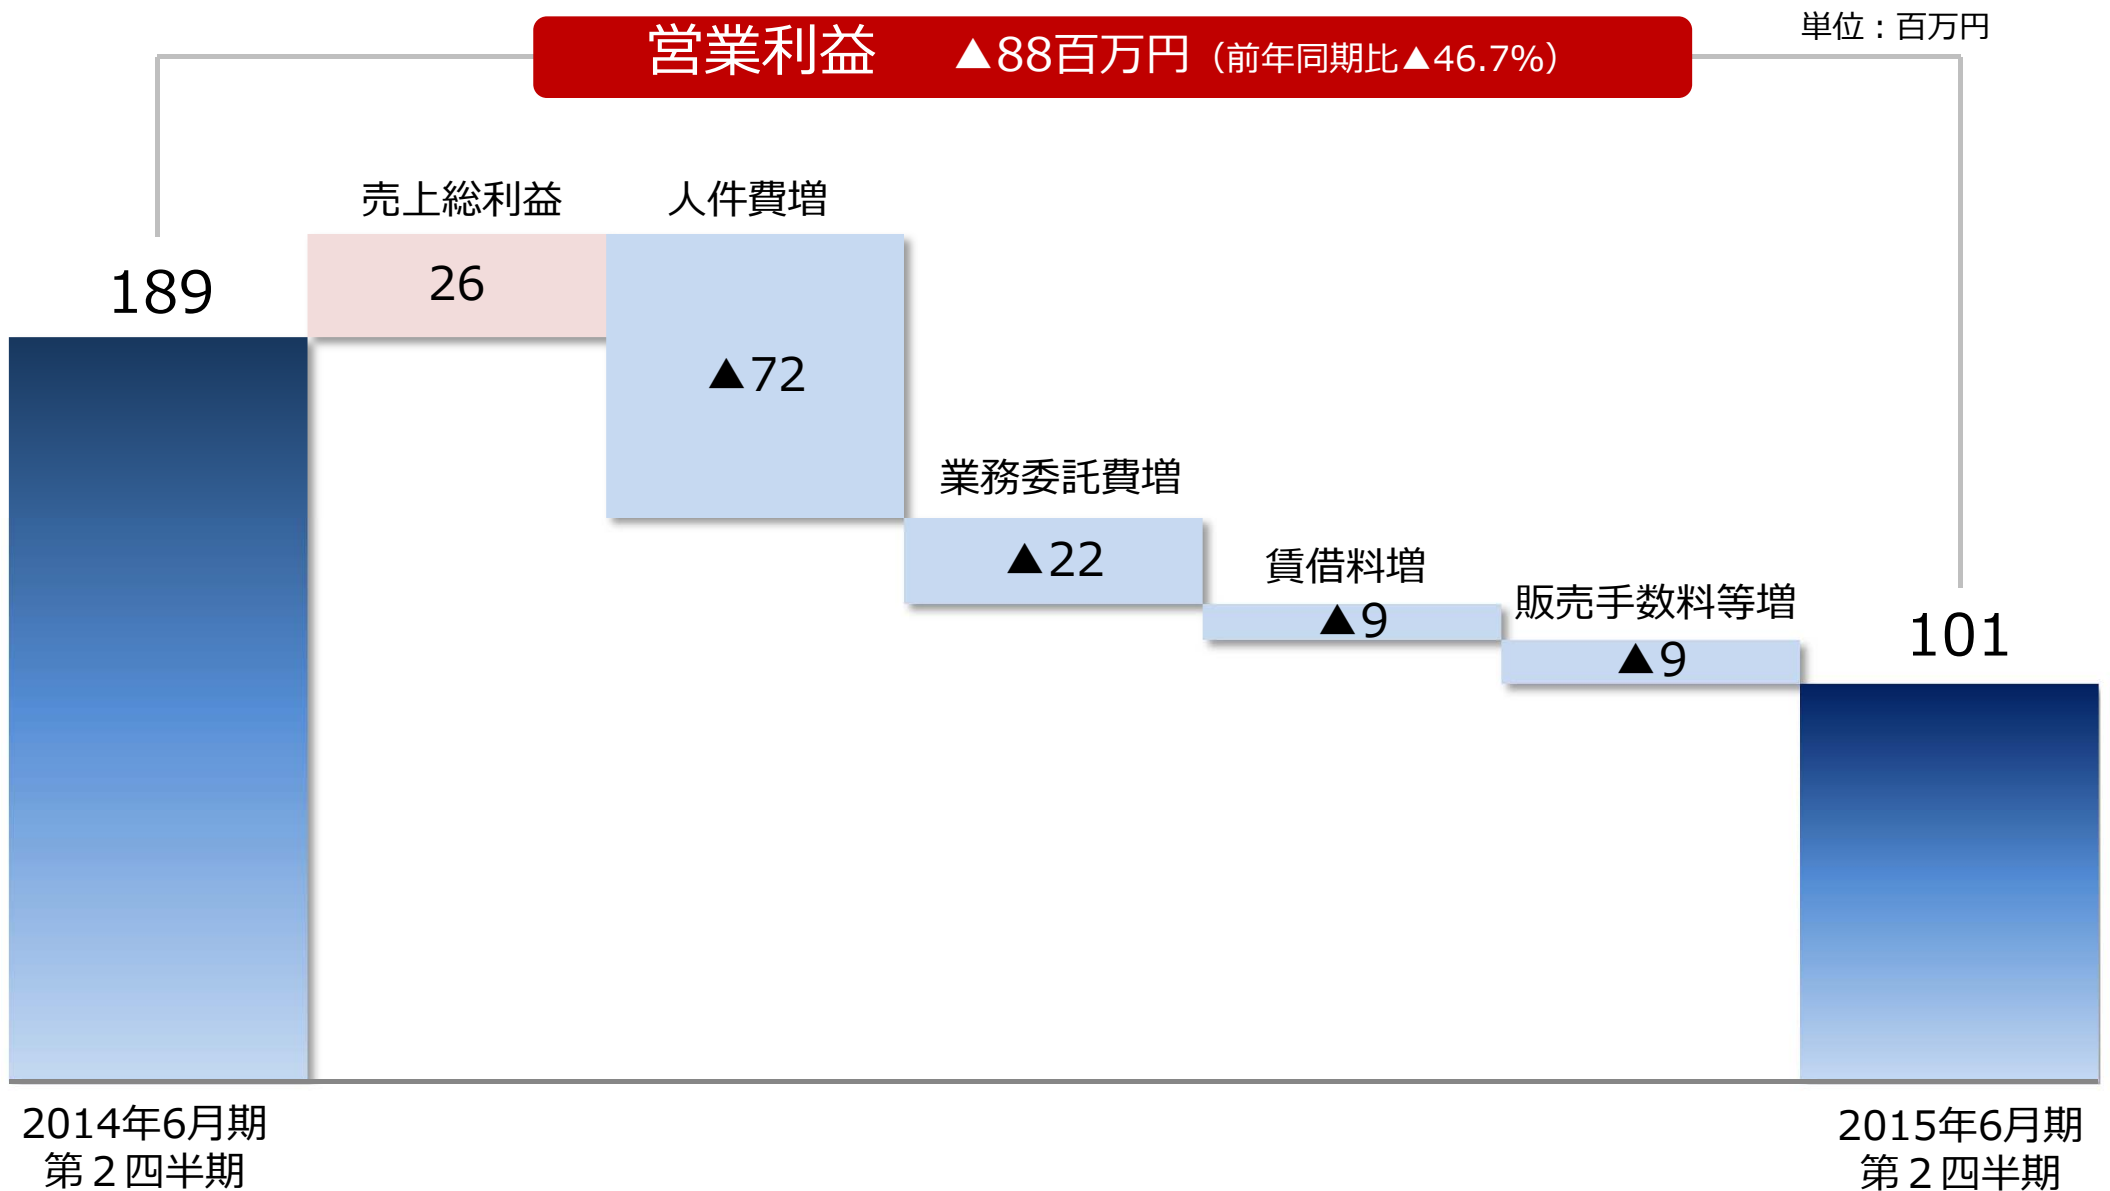 単位：百万円
営業利益　▲88百万円（前年同期比▲46.7%）
売上総利益
人件費増
189
26
▲72
業務委託費増
▲22
賃借料増
▲9
販売手数料等増
▲9
101
2014年6月期
第２四半期
2015年6月期
第２四半期